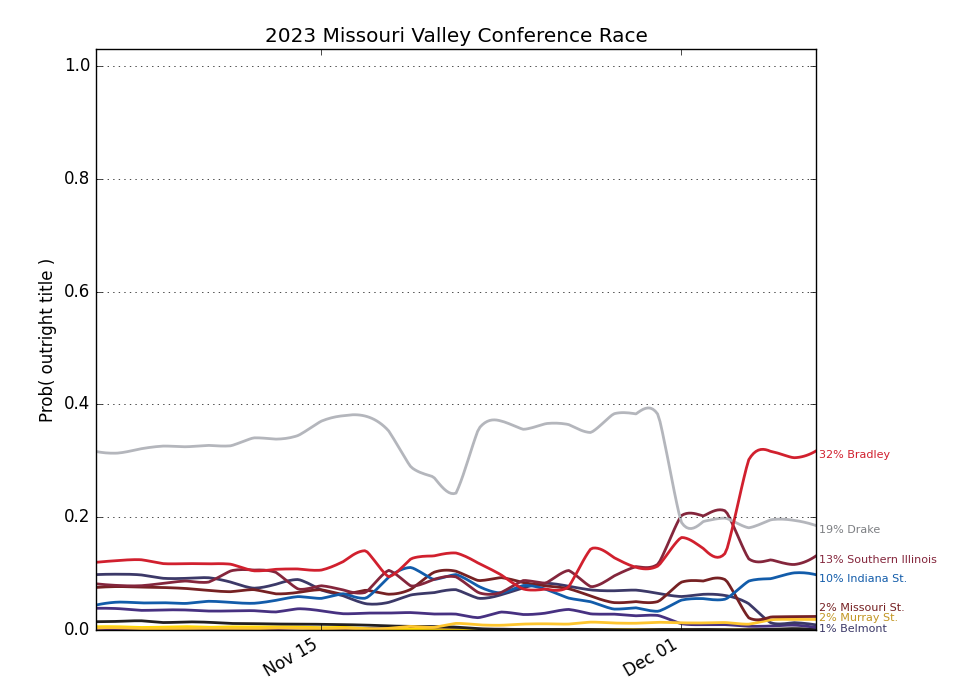 2023 Missouri Valley Conference Race
1.0
0.8
0.6
0.4
0.2
0.0
Prob( outright title )
Nov 15
Dec 01
32% Bradley
19% Drake
13% Southern Illinois
10% Indiana St.
2% Missouri St.
2% Murray St.
1% Belmont